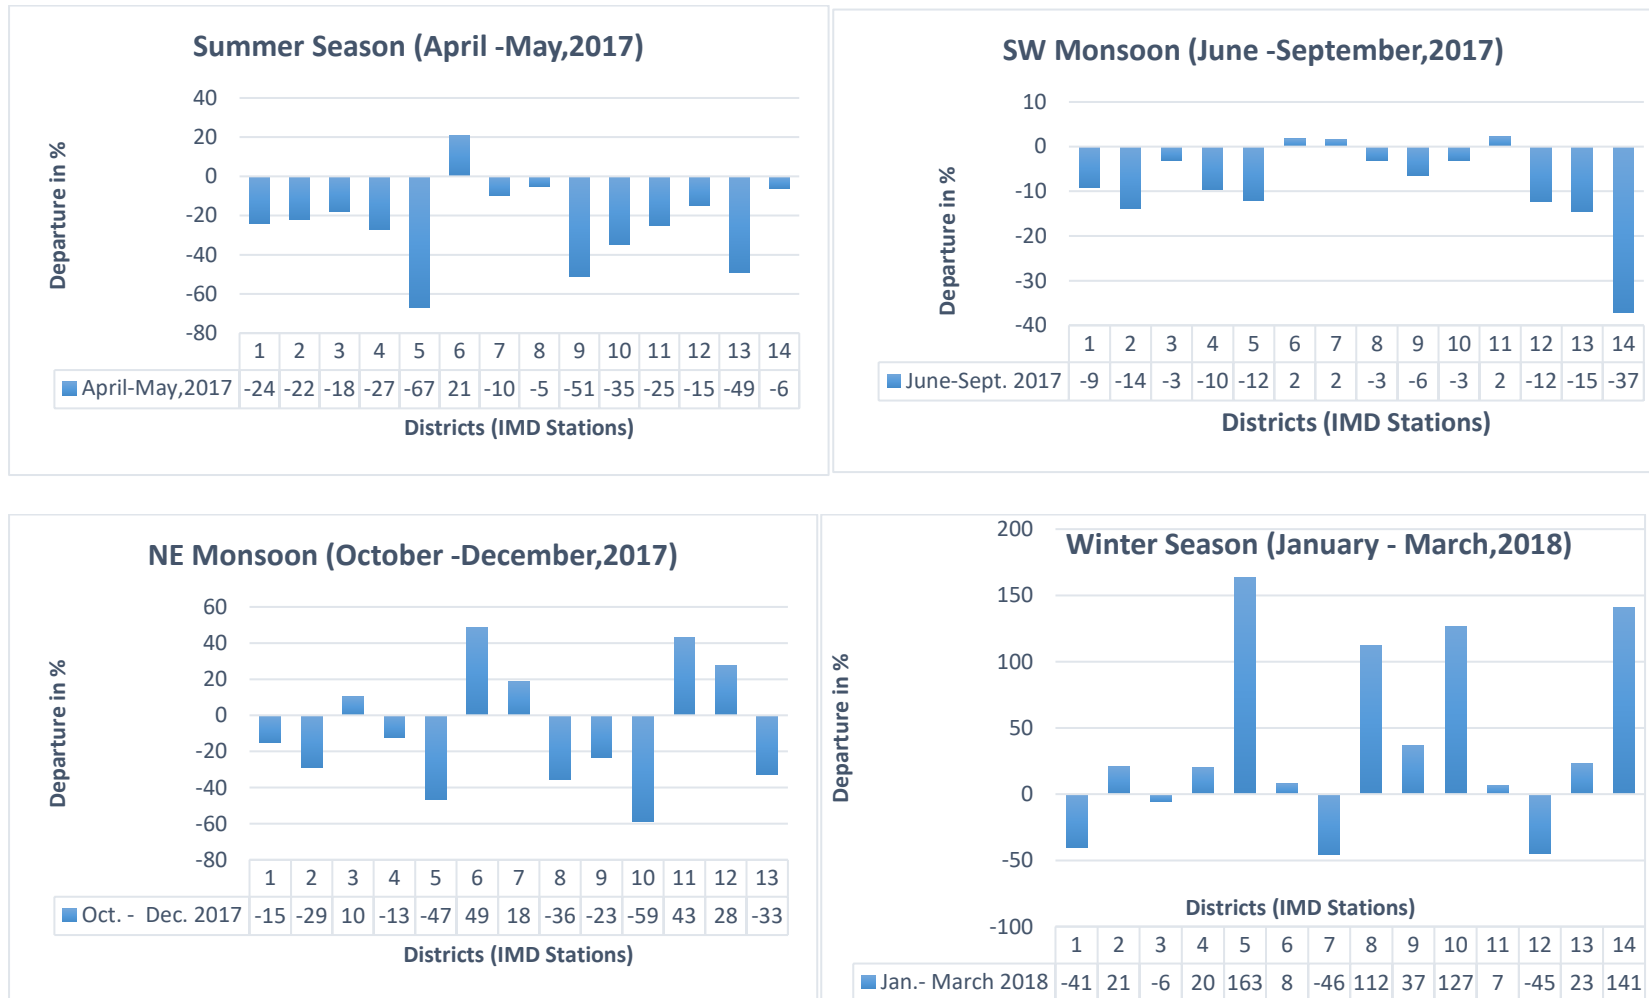 Summer Season (April -May,2017)
Departure in %
40
20
0
-20
-40
-60
-80
1 2 3 4 5 6 7 8 9 10 11 12 13 14
April-May,2017 -24 -22 -18 -27 -67 21 -10 -5 -51 -35 -25 -15 -49 -6
Districts (IMD Stations)
SW Monsoon (June -September,2017)
Departure in %
10
0
-10
-20
-30
-40
1 2 3 4 5 6 7 8 9 10 11 12 13 14
June-Sept. 2017 -9 -14 -3 -10 -12 2 2 -3 -6 -3 2 -12 -15 -37
Districts (IMD Stations)
NE Monsoon (October -December,2017)
Departure in %
60
40
20
0
-20
-40
-60
-80
1 2 3 4 5 6 7 8 9 10 11 12 13
Oct. - Dec. 2017 -15 -29 10 -13 -47 49 18 -36 -23 -59 43 28 -33
Districts (IMD Stations)
Winter Season (January - March,2018)
Departure in %
200
150
100
50
0
-50
-100
Districts (IMD Stations)
1 2 3 4 5 6 7 8 9 10 11 12 13 14
Jan.- March 2018 -41 21 -6 20 163 8 -46 112 37 127 7 -45 23 141